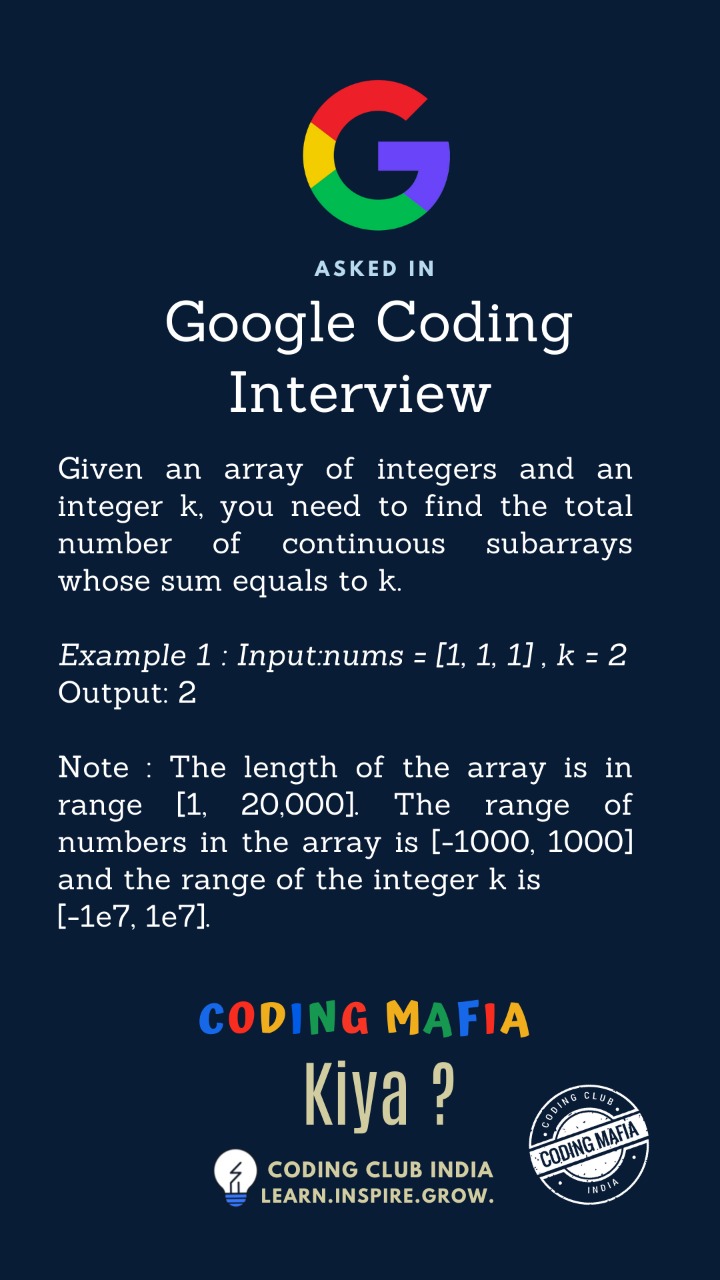 ASKED IN
Google Coding
Interview
Given an array of integers and an
integer k, you need to find the total
number of continuous subarrays
whose sum equals to k.
Example 1 : Input:nums = [1, 1, 1] , k = 2
Output: 2
Note : The length of the array is in
range [1, 20,000]. The range of
numbers in the array is [-1000, 1000]
and the range of the integer k is
[-1e7, 1e7].
CODING MAFIA
Kiya ?
CODING CLUB INDIA
LEARN.INSPIRE.GROW.
CODING CLUB
CODING MAFIA
INDIA